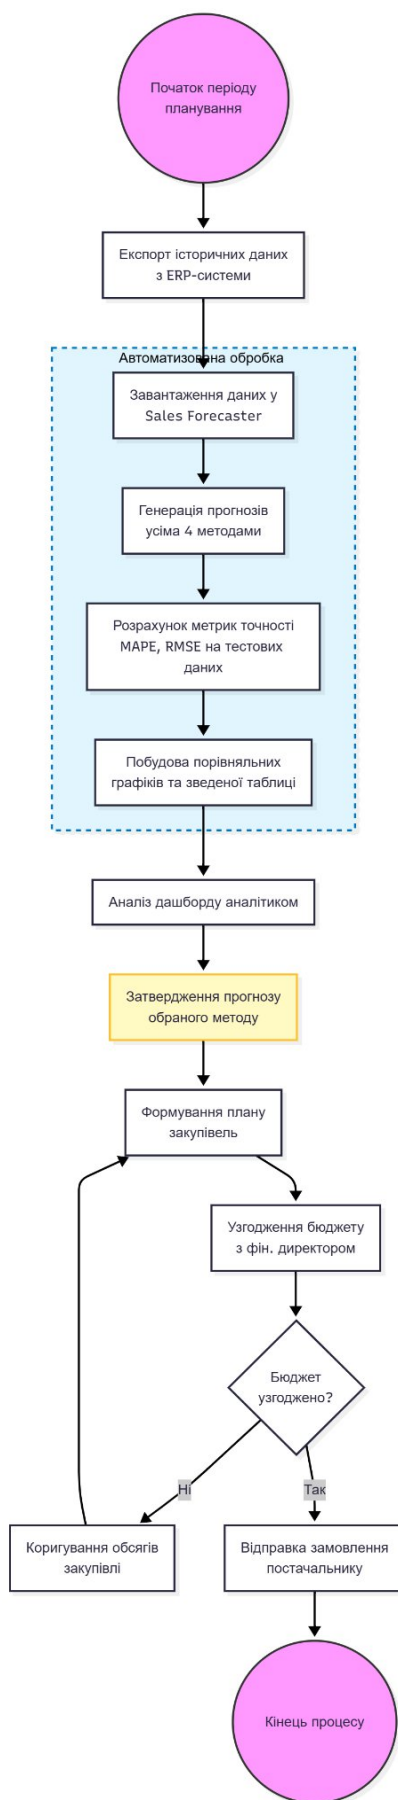 Початок періоду
планування
Експорт історичних даних
з ERP-системи
Автоматизована обробка
Завантаження даних у
Sales Forecaster
Генерація прогнозів
усіма 4 методами
Розрахунок метрик точності
MAPE, RMSE на тестових
даних
Побудова порівняльних
графіків та зведеної таблиці
Аналіз дашборду аналітиком
Затвердження прогнозу
обраного методу
Формування плану
закупівель
Узгодження бюджету
з фін. директором
Бюджет
узгоджено?
Ні
Так
Коригування обсягів
закупівлі
Відправка замовлення
постачальнику
Кінець процесу